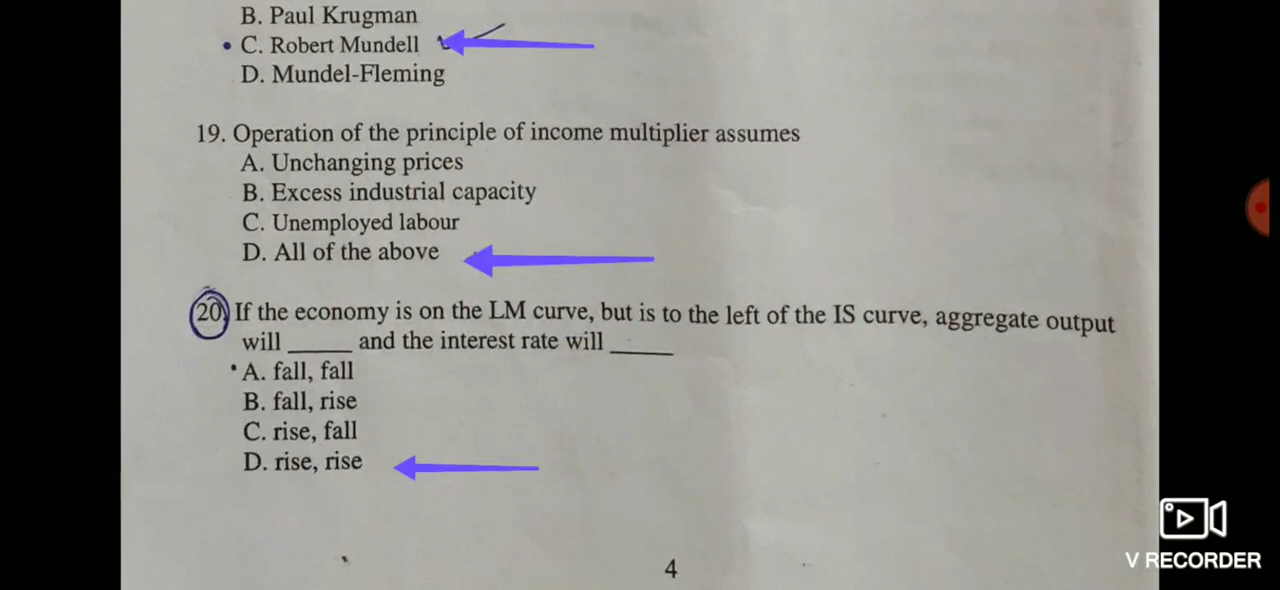 B. Paul Krugman
• C. Robert Mundell
D. Mundel-Fleming
19. Operation of the principle of income multiplier assumes
A. Unchanging prices
B. Excess industrial capacity
C. Unemployed labour
D. All of the above
20. If the economy is on the LM curve, but is to the left of the IS curve, aggregate output
will _____ and the interest rate will _____
• A. fall, fall
B. fall, rise
C. rise, fall
D. rise, rise
4
V RECORDER